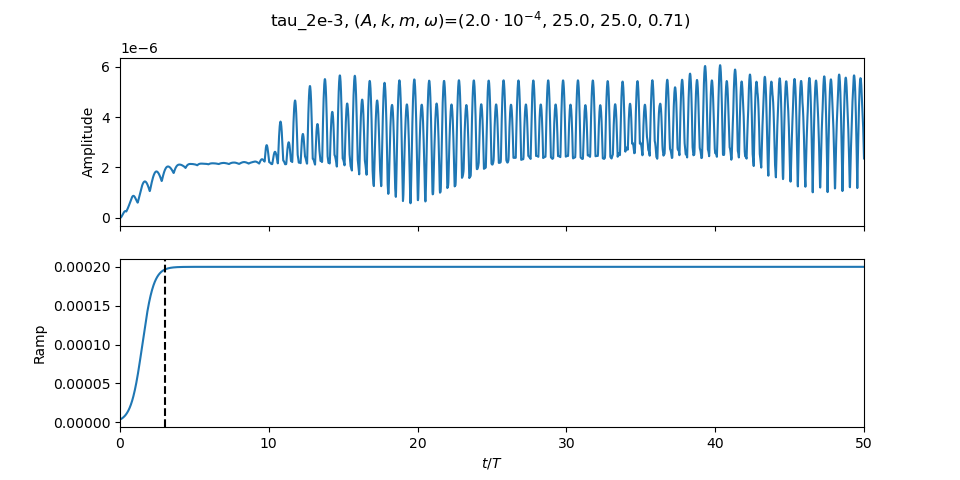 tau_2e-3, (A, k, m, ω)=(2.0 · 10⁻⁴, 25.0, 25.0, 0.71)
1e−6
6
4
2
0
Amplitude
0.00020
0.00015
0.00010
0.00005
0.00000
Ramp
0 10 20 30 40 50
t/T